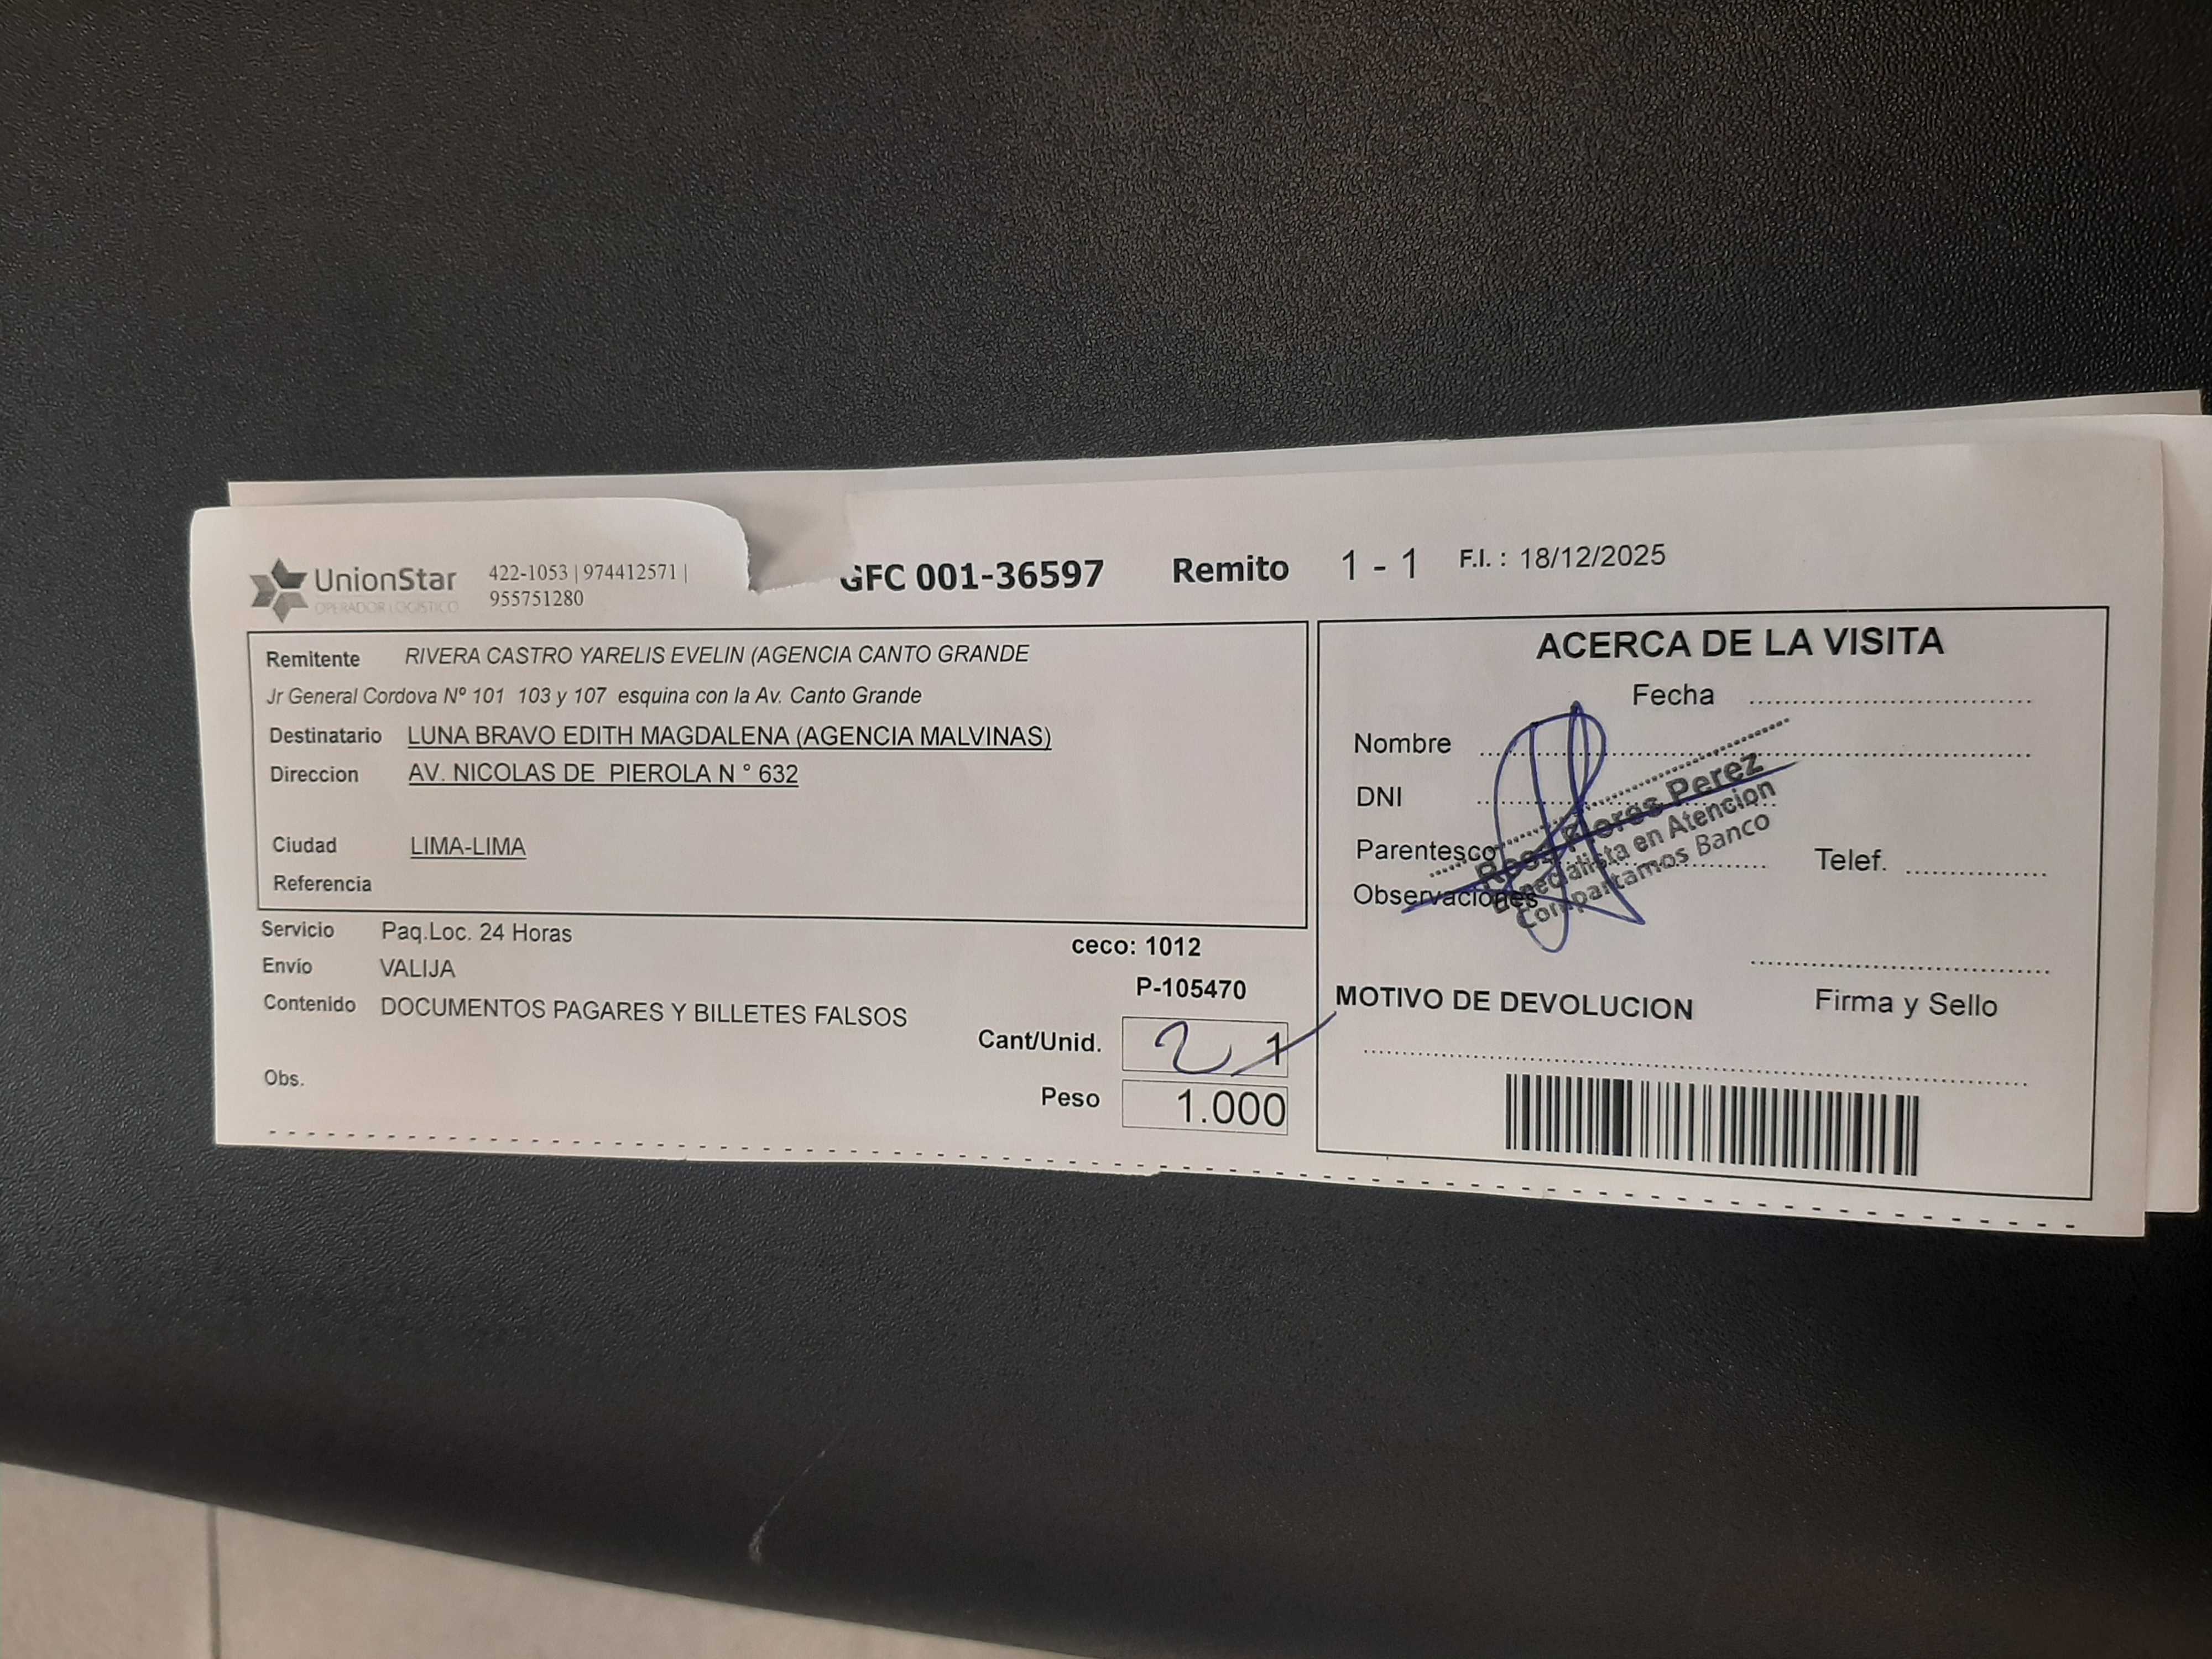 UnionStar
OPERADOR LOGISTICO
422-1053 | 974412571 |
955751280
GFC 001-36597 Remito 1 - 1 F.I. : 18/12/2025
Remitente RIVERA CASTRO YARELIS EVELIN (AGENCIA CANTO GRANDE
Jr General Cordova Nº 101 103 y 107 esquina con la Av. Canto Grande
Destinatario LUNA BRAVO EDITH MAGDALENA (AGENCIA MALVINAS)
Direccion AV. NICOLAS DE PIEROLA N ° 632
Ciudad LIMA-LIMA
Referencia
Servicio Paq.Loc. 24 Horas
Envío VALIJA
Contenido DOCUMENTOS PAGARES Y BILLETES FALSOS
Obs.
ceco: 1012
P-105470
Cant/Unid. 2 1
Peso 1.000
ACERCA DE LA VISITA
Fecha
Nombre
DNI
Parentesco
Telef.
Observaciones
Flores Perez
Especialista en Atencion
Compartamos Banco
MOTIVO DE DEVOLUCION
Firma y Sello